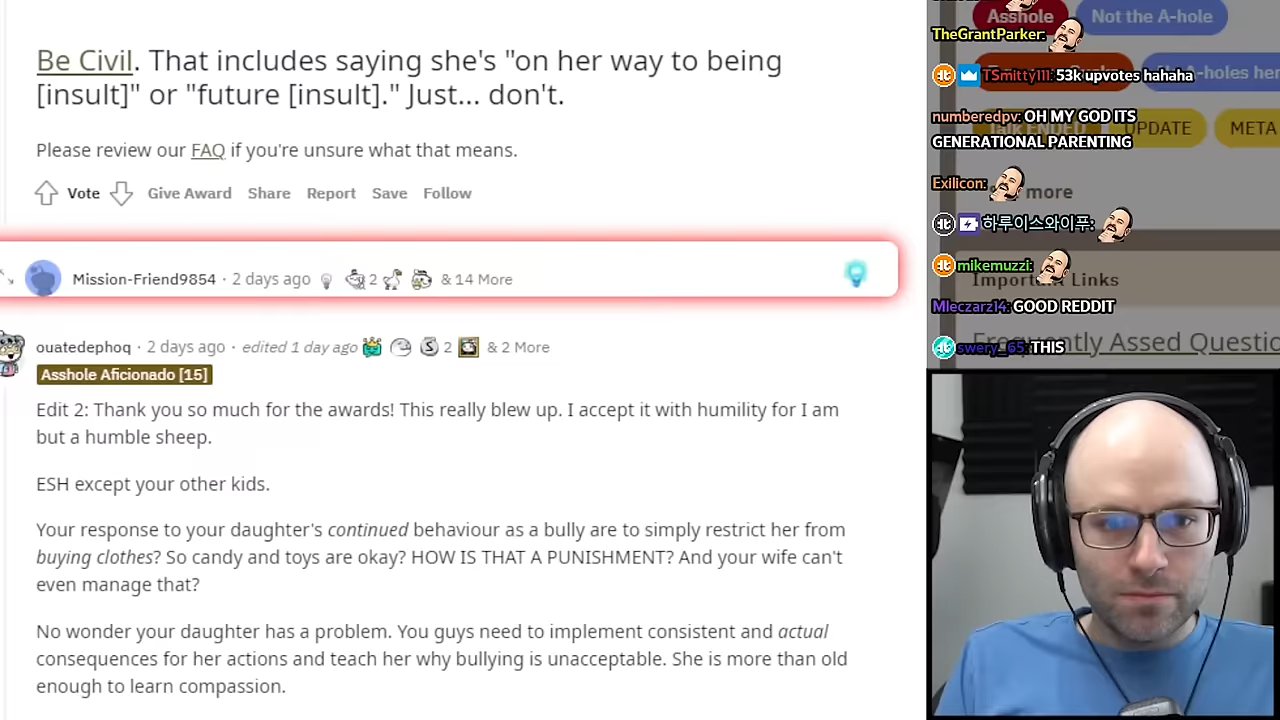 Be Civil. That includes saying she's "on her way to being
[insult]" or "future [insult]." Just... don't.
Please review our FAQ if you're unsure what that means.
Vote Give Award Share Report Save Follow
Mission-Friend9854 · 2 days ago 2 & 14 More
ouatedephoq · 2 days ago · edited 1 day ago 2 & 2 More
Asshole Aficionado [15]
Edit 2: Thank you so much for the awards! This really blew up. I accept it with humility for I am
but a humble sheep.
ESH except your other kids.
Your response to your daughter's continued behaviour as a bully are to simply restrict her from
buying clothes? So candy and toys are okay? HOW IS THAT A PUNISHMENT? And your wife can't
even manage that?
No wonder your daughter has a problem. You guys need to implement consistent and actual
consequences for her actions and teach her why bullying is unacceptable. She is more than old
enough to learn compassion.
Asshole Not the A-hole
TheGrantParker:
TSmitty111: 53k upvotes hahaha
A-holes her
numberedpv: OH MY GOD ITS
GENERATIONAL PARENTING
UPDATE META
Exilicon:
more
하루이스와이푸:
mikemuzzi:
Important Links
Mleczarz14: GOOD REDDIT
swery_65: THIS
Assed Questio